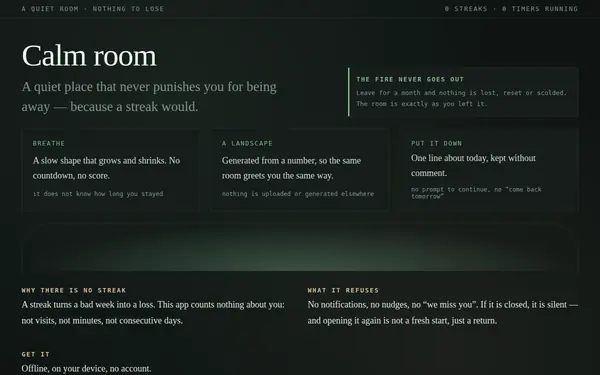 A QUIET ROOM · NOTHING TO LOSE
0 STREAKS · 0 TIMERS RUNNING
Calm room
A quiet place that never punishes you for being
away — because a streak would.
THE FIRE NEVER GOES OUT
Leave for a month and nothing is lost, reset or scolded.
The room is exactly as you left it.
BREATHE
A slow shape that grows and shrinks. No
countdown, no score.
it does not know how long you stayed
A LANDSCAPE
Generated from a number, so the same
room greets you the same way.
nothing is uploaded or generated elsewhere
PUT IT DOWN
One line about today, kept without
comment.
no prompt to continue, no “come back
tomorrow”
WHY THERE IS NO STREAK
A streak turns a bad week into a loss. This app counts nothing about you:
not visits, not minutes, not consecutive days.
WHAT IT REFUSES
No notifications, no nudges, no “we miss you”. If it is closed, it is silent —
and opening it again is not a fresh start, just a return.
GET IT
Offline, on your device, no account.